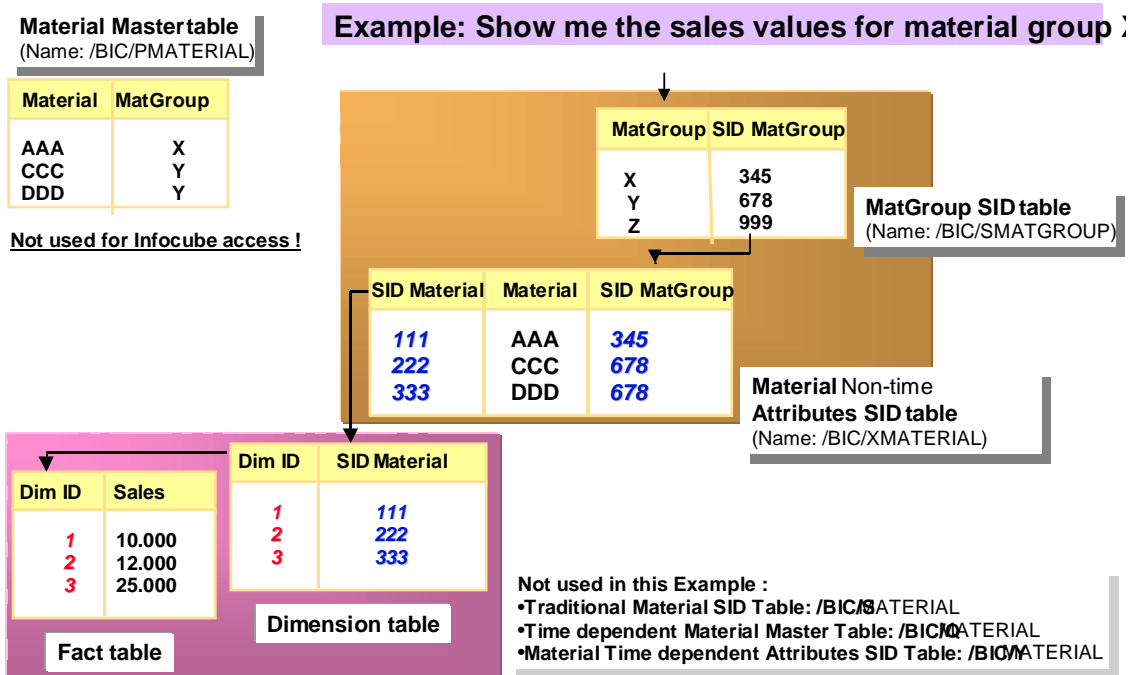 Material Mastertable
(Name: /BIC/PMATERIAL)
Example: Show me the sales values for material group X
Material MatGroup
AAA X
CCC Y
DDD Y
Not used for Infocube access !
MatGroup SID MatGroup
X 345
Y 678
Z 999
MatGroup SID table
(Name: /BIC/SMATGROUP)
SID Material Material SID MatGroup
111 AAA 345
222 CCC 678
333 DDD 678
Material Non-time
Attributes SID table
(Name: /BIC/XMATERIAL)
Dim ID SID Material
1 111
2 222
3 333
Dimension table
Dim ID Sales
1 10.000
2 12.000
3 25.000
Fact table
Not used in this Example :
•Traditional Material SID Table: /BIC/SMATERIAL
•Time dependent Material Master Table: /BIC/QMATERIAL
•Material Time dependent Attributes SID Table: /BIC/YMATERIAL